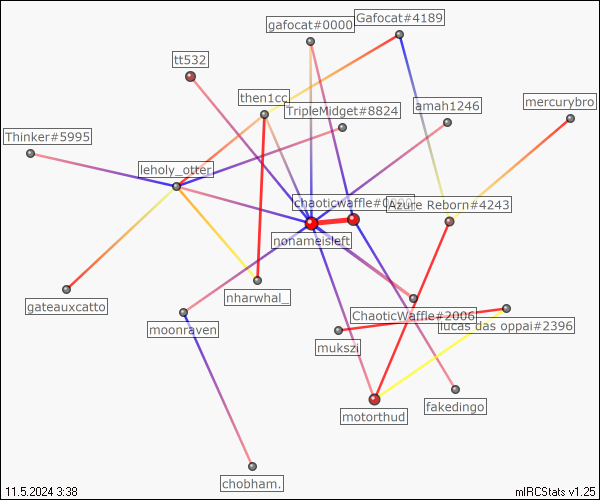 gafocat#0000
Gafocat#4189
tt532
then1cc
TripleMidget#8824
amah1246
mercurybro
Thinker#5995
leholy_otter
chaoticwaffle#0
Azure Reborn#4243
nonameisleft
gateauxcatto
nharwhal_
moonraven
ChaoticWaffle#2006
lucas das oppai#2396
mukszi
motorthud
fakedingo
chobham.
11.5.2024 3:38
mIRCStats v1.25